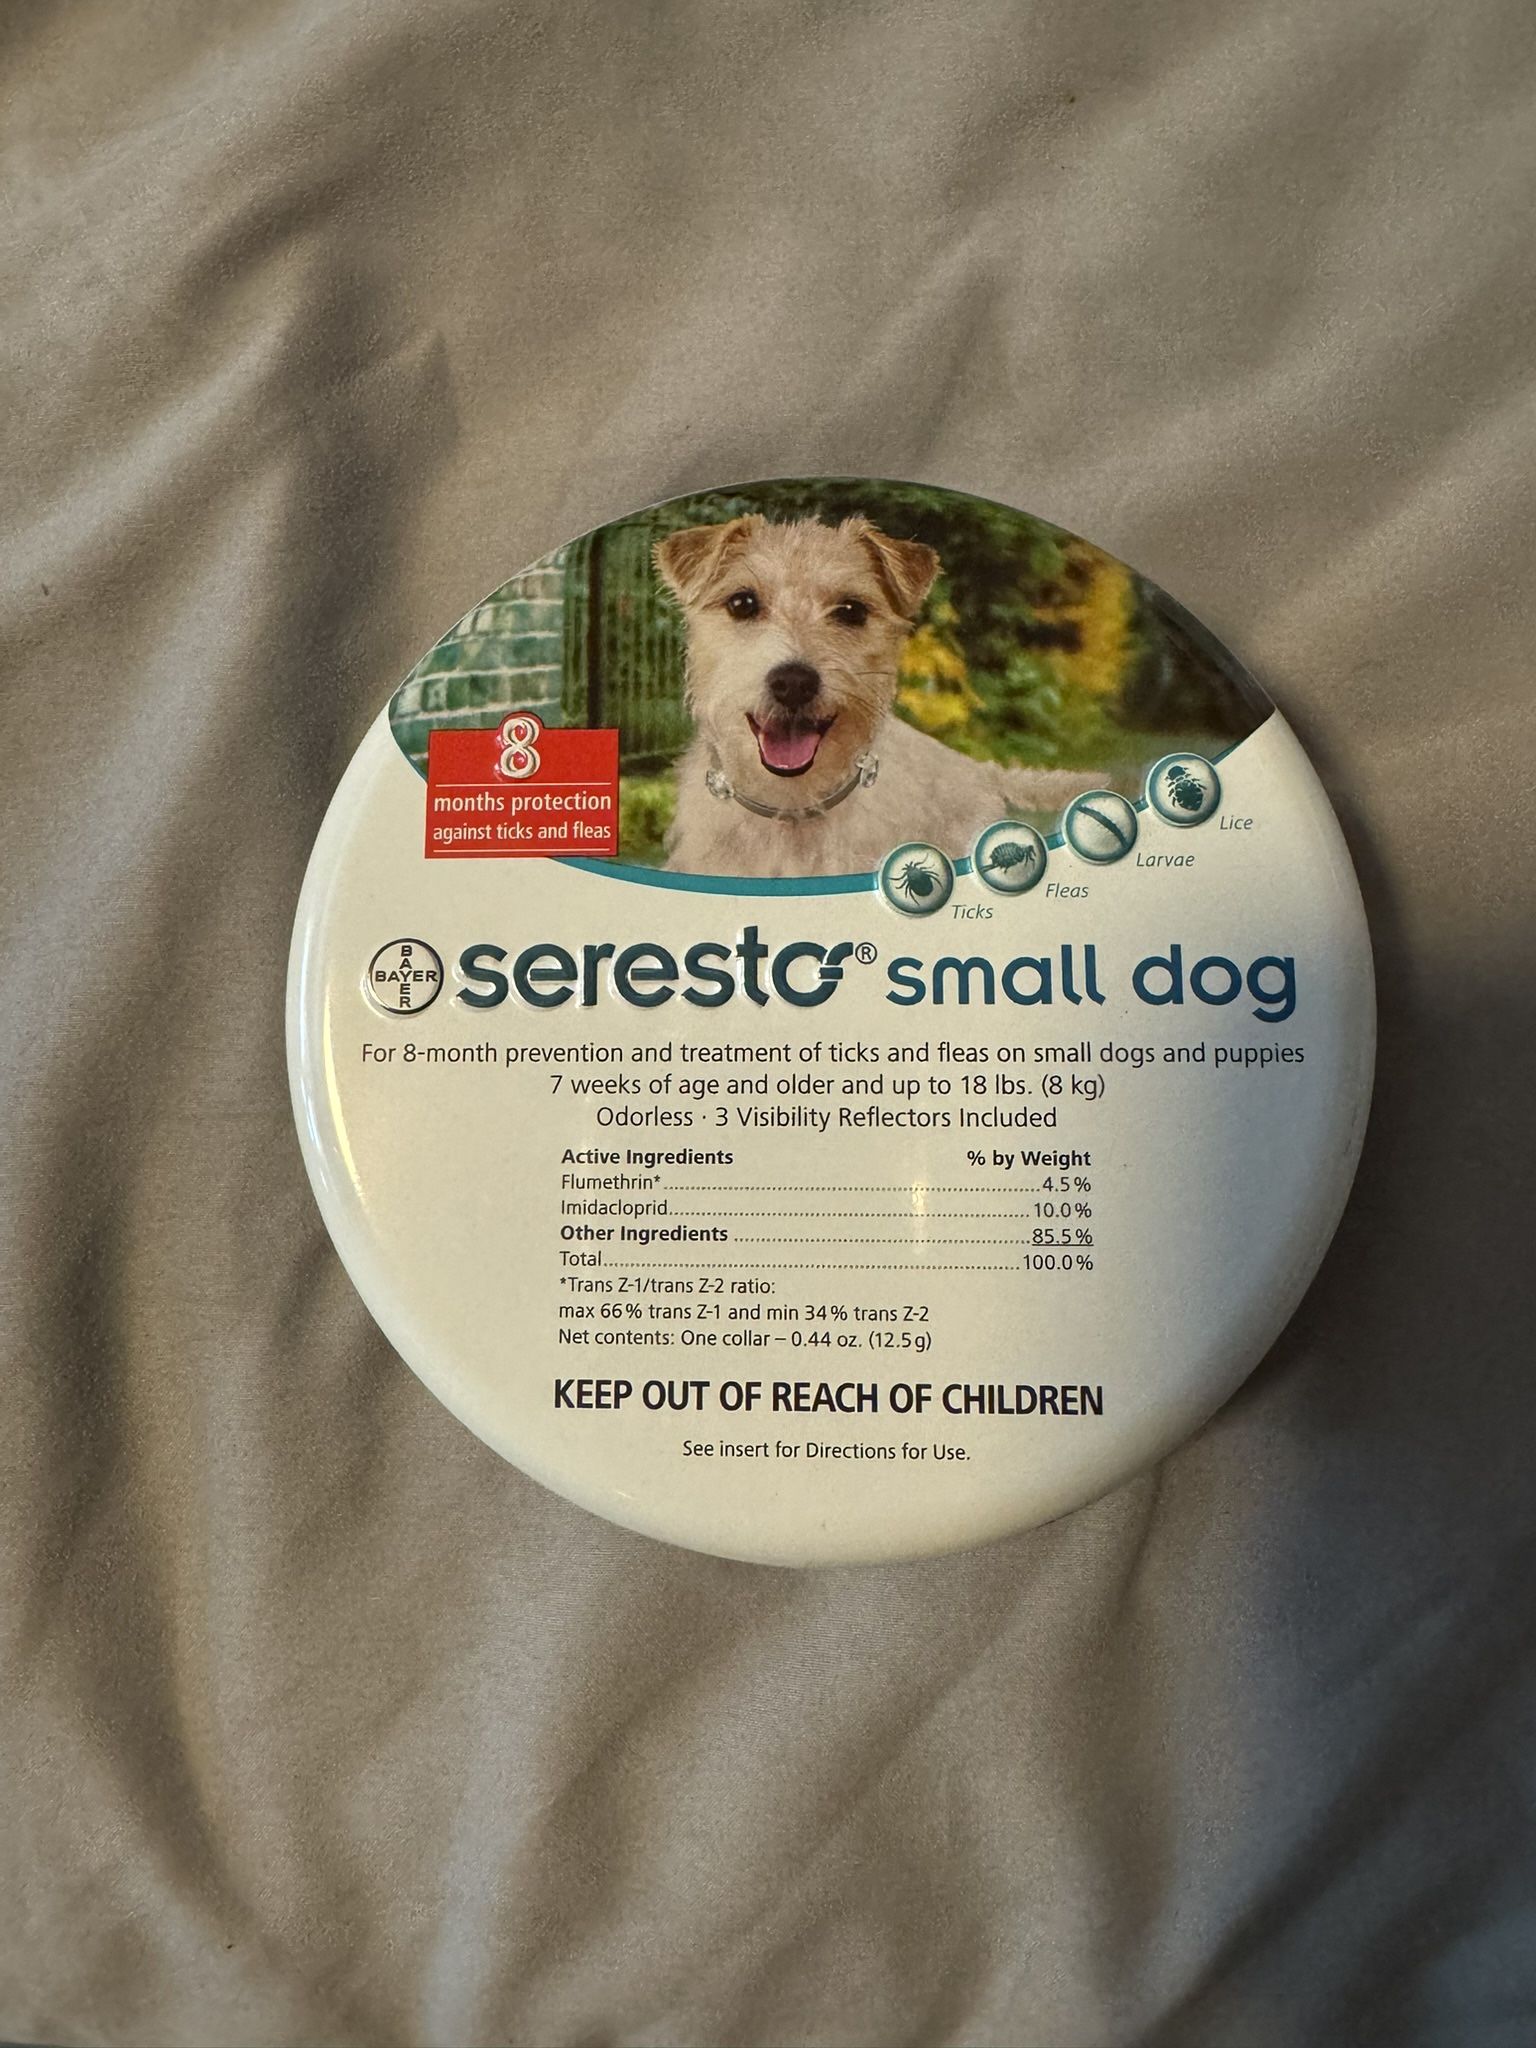 8
months protection
against ticks and fleas
Lice
Larvae
Fleas
Ticks
BAYER
BAYER
seresto® small dog
For 8-month prevention and treatment of ticks and fleas on small dogs and puppies
7 weeks of age and older and up to 18 lbs. (8 kg)
Odorless · 3 Visibility Reflectors Included
Active Ingredients % by Weight
Flumethrin*....................4.5%
Imidacloprid....................10.0%
Other Ingredients....................85.5%
Total....................100.0%
*Trans Z-1/trans Z-2 ratio:
max 66% trans Z-1 and min 34% trans Z-2
Net contents: One collar – 0.44 oz. (12.5g)
KEEP OUT OF REACH OF CHILDREN
See insert for Directions for Use.